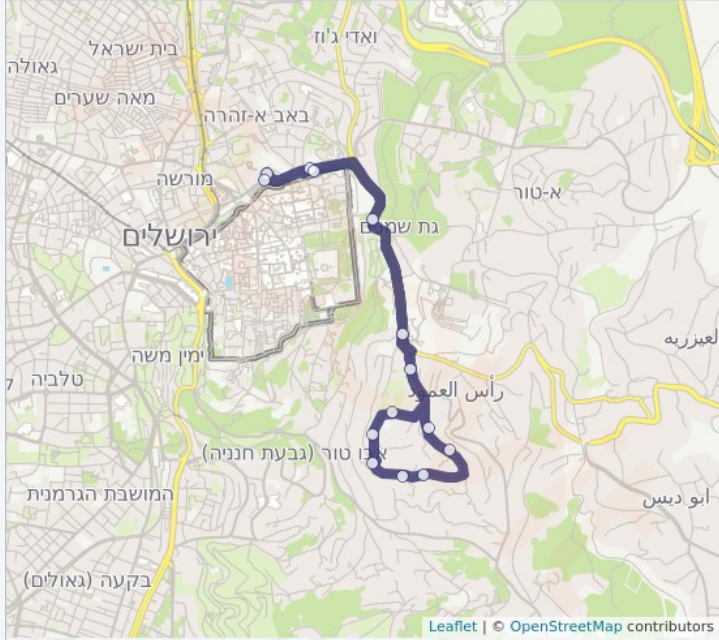 ואדי ג'וז
בית ישראל
גאולה
מאה שערים
באב א-זהרה
מורשה
א-טור
גת שמנים
ירושלים
لعيزريه
ימין משה
טלביה
رأس العمود
אבו טור (גבעת חנניה)
המושבת הגרמנית
ابو ديس
בקעה (גאולים)
Leaflet | © OpenStreetMap contributors